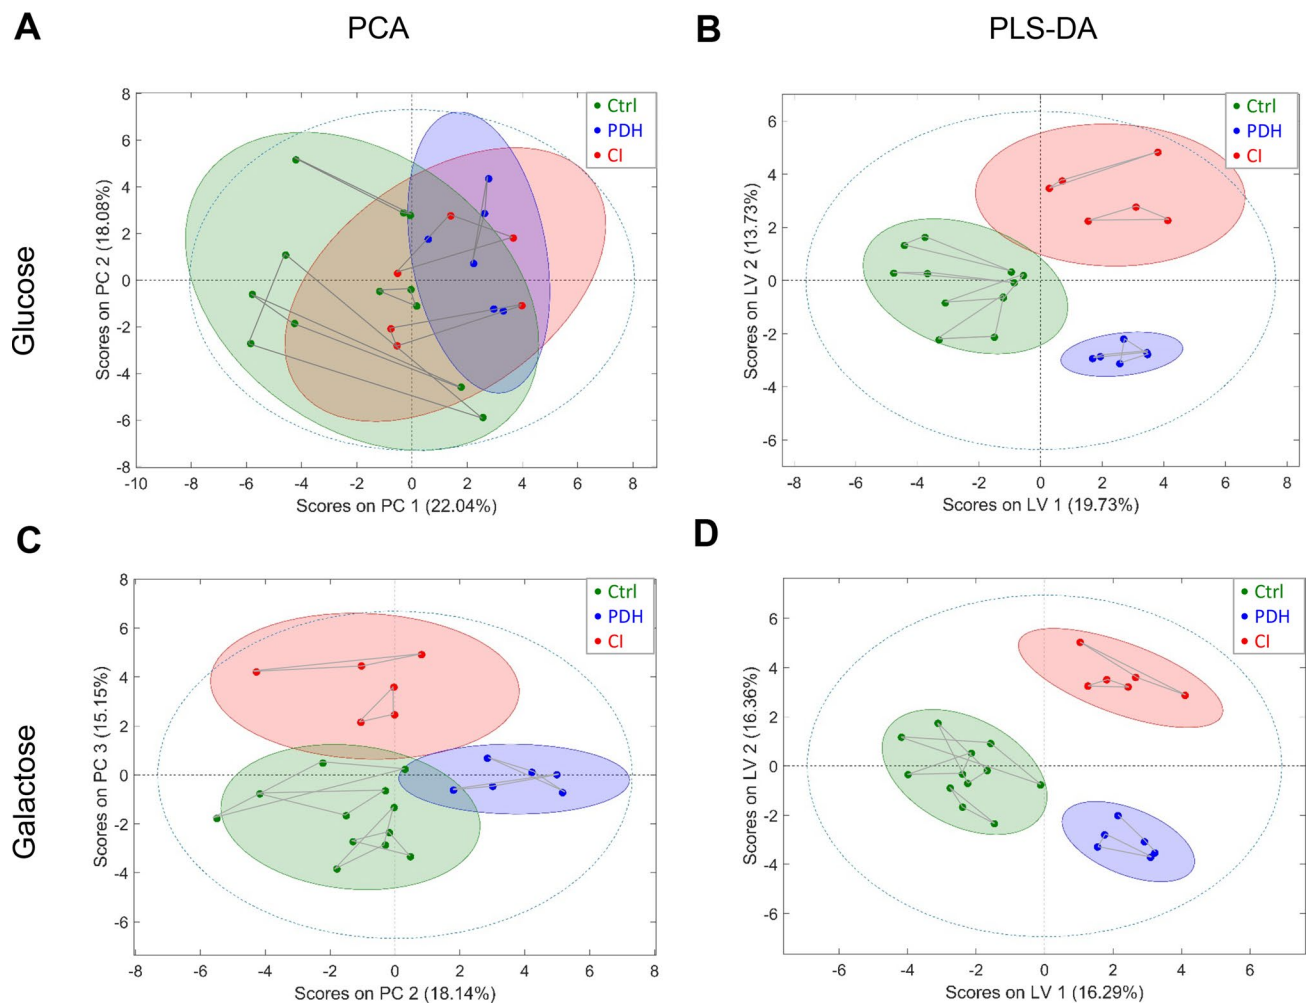 A
PCA
B
PLS-DA
Glucose
Scores on PC 2 (18.08%)
8
6
4
2
0
-2
-4
-6
-8
-10
-8
-6
-4
-2
0
2
4
6
8
Scores on PC 1 (22.04%)
Ctrl
PDH
CI
Scores on LV 2 (13.73%)
6
4
2
0
-2
-4
-6
-8
-6
-4
-2
0
2
4
6
8
Scores on LV 1 (19.73%)
Ctrl
PDH
CI
C
D
Galactose
Scores on PC 3 (15.15%)
8
6
4
2
0
-2
-4
-6
-8
-6
-4
-2
0
2
4
6
8
Scores on PC 2 (18.14%)
Ctrl
PDH
CI
Scores on LV 2 (16.36%)
6
4
2
0
-2
-4
-6
-6
-4
-2
0
2
4
6
Scores on LV 1 (16.29%)
Ctrl
PDH
CI